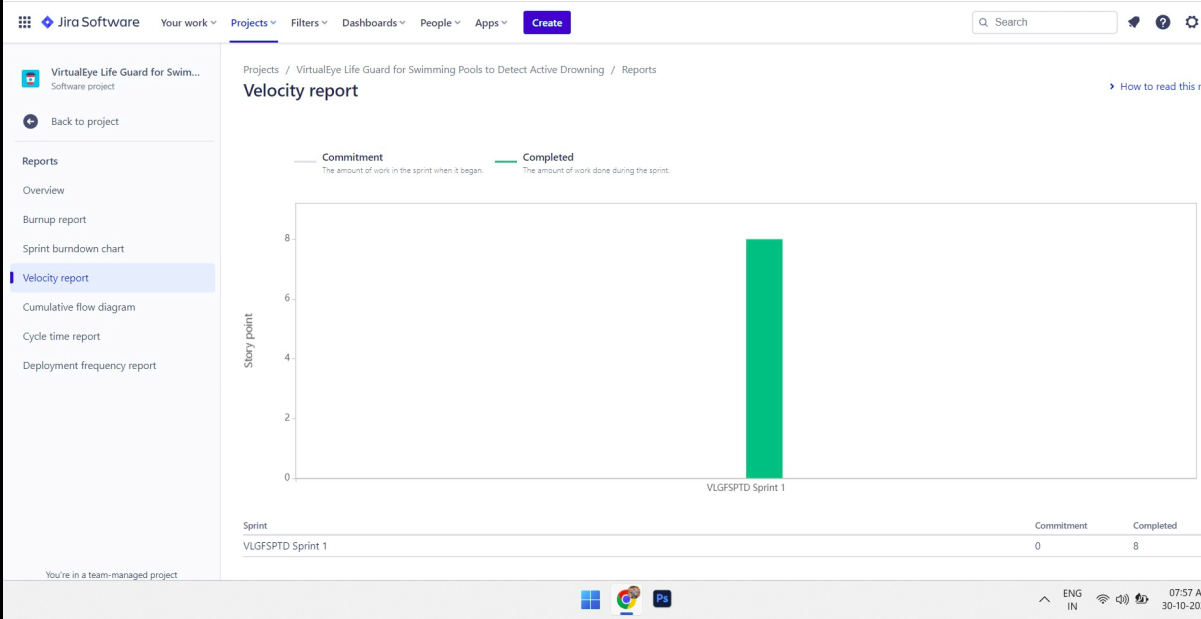 Jira Software Your work Projects Filters Dashboards People Apps Create Search
VirtualEye Life Guard for Swim...
Software project
Back to project
Reports
Overview
Burnup report
Sprint burndown chart
Velocity report
Cumulative flow diagram
Cycle time report
Deployment frequency report
You're in a team-managed project
Projects / VirtualEye Life Guard for Swimming Pools to Detect Active Drowning / Reports
Velocity report
How to read this
Commitment
The amount of work in the sprint when it began.
Completed
The amount of work done during the sprint.
Story point
8
6
4
2
0
VLGFSPTD Sprint 1
Sprint Commitment Completed
VLGFSPTD Sprint 1 0 8
Ps
ENG
IN
07:57
30-10-20